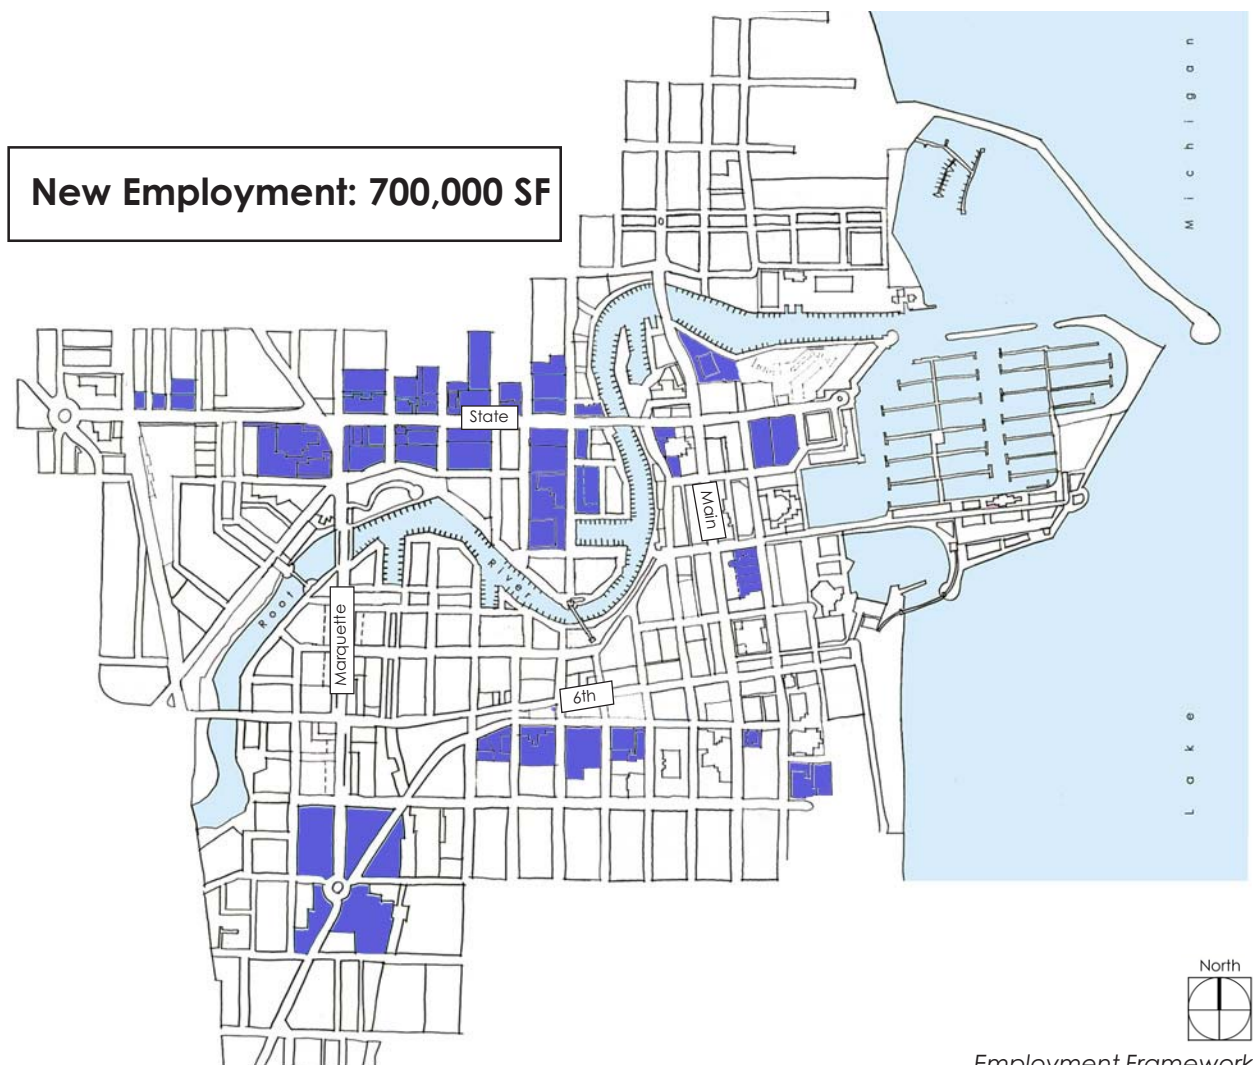 Michigan
New Employment: 700,000 SF
State
Main
River
Root
Marquette
6th
Lake
North
Employment Framework